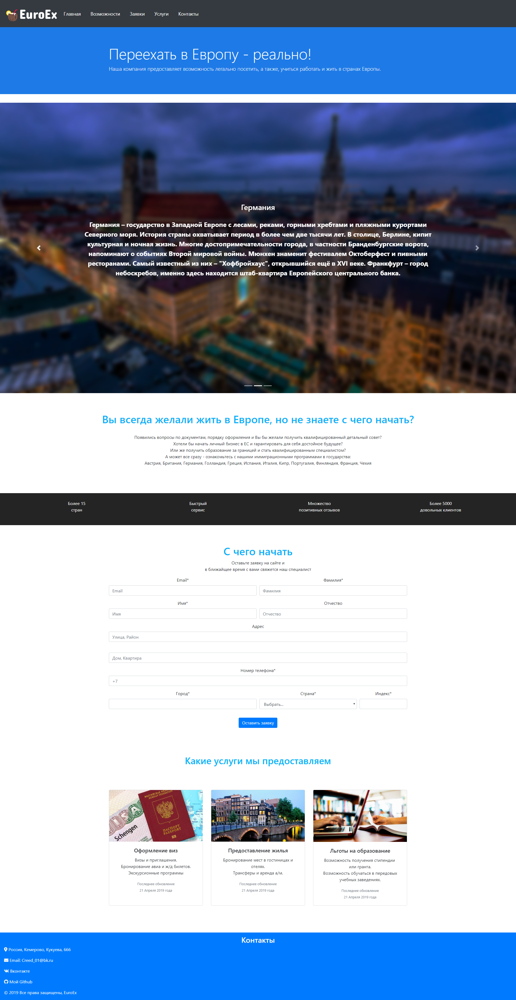 EuroEx
Главная
Возможности
Заявки
Услуги
Контакты
Переехать в Европу - реально!
Наша компания предоставляет возможность легально посетить, а также, учиться работать и жить в странах Европы.
Германия
Германия – государство в Западной Европе с лесами, реками, горными хребтами и пляжными курортами
Северного моря. История страны охватывает период в более чем две тысячи лет. В столице, Берлине, кипит
культурная и ночная жизнь. Многие достопримечательности города, в частности Бранденбургские ворота,
напоминают о событиях Второй мировой войны. Мюнхен знаменит фестивалем Октоберфест и пивными
ресторанами. Самый известный из них – "Хофбройхаус", открывшийся ещё в XVI веке. Франкфурт – город
небоскребов, именно здесь находится штаб-квартира Европейского центрального банка.
Вы всегда желали жить в Европе, но не знаете с чего начать?
Появились вопросы по документам, порядку оформления и Вы бы желали получить квалифицированный детальный совет?
Хотели бы начать личный бизнес в ЕС и гарантировать для себя достойное будущее?
Или же получить образование за границей и стать квалифицированным специалистом?
А может все сразу - ознакомьтесь с нашими иммиграционными программами в государства:
Австрия, Британия, Германия, Голландия, Греция, Испания, Италия, Кипр, Португалия, Финляндия, Франция, Чехия
Более 15
стран
Быстрый
сервис
Множество
позитивных отзывов
Более 5000
довольных клиентов
С чего начать
Оставьте заявку на сайте и
в ближайшее время с вами свяжется наш специалист
Email*
Email
Фамилия*
Фамилия
Имя*
Имя
Отчество
Отчество
Адрес
Улица, Район
Дом, Квартира
Номер телефона*
+7
Город*
Страна*
Выбрать...
Индекс*
Оставить заявку
Какие услуги мы предоставляем
РОССИЙСКАЯ ФЕДЕРАЦИЯ
RUSSIAN FEDERATION
ПАСПОРТ
PASSPORT
Schengen
Оформление виз
Визы и приглашения.
Бронирование авиа и ж/д билетов.
Экскурсионные программы
Последнее обновление
21 Апреля 2019 года
Предоставление жилья
Бронирование мест в гостиницах и
отелях.
Трансферы и аренда а/м.
Последнее обновление
21 Апреля 2019 года
Льготы на образование
Возможность получения стипендии
или гранта.
Возможность обучаться в передовых
учебных заведениях.
Последнее обновление
21 Апреля 2019 года
Контакты
Россия, Кемерово, Кукуева, 666
Email: Creed_01@bk.ru
Вконтакте
Мой Github
© 2019 Все права защищены, EuroEx